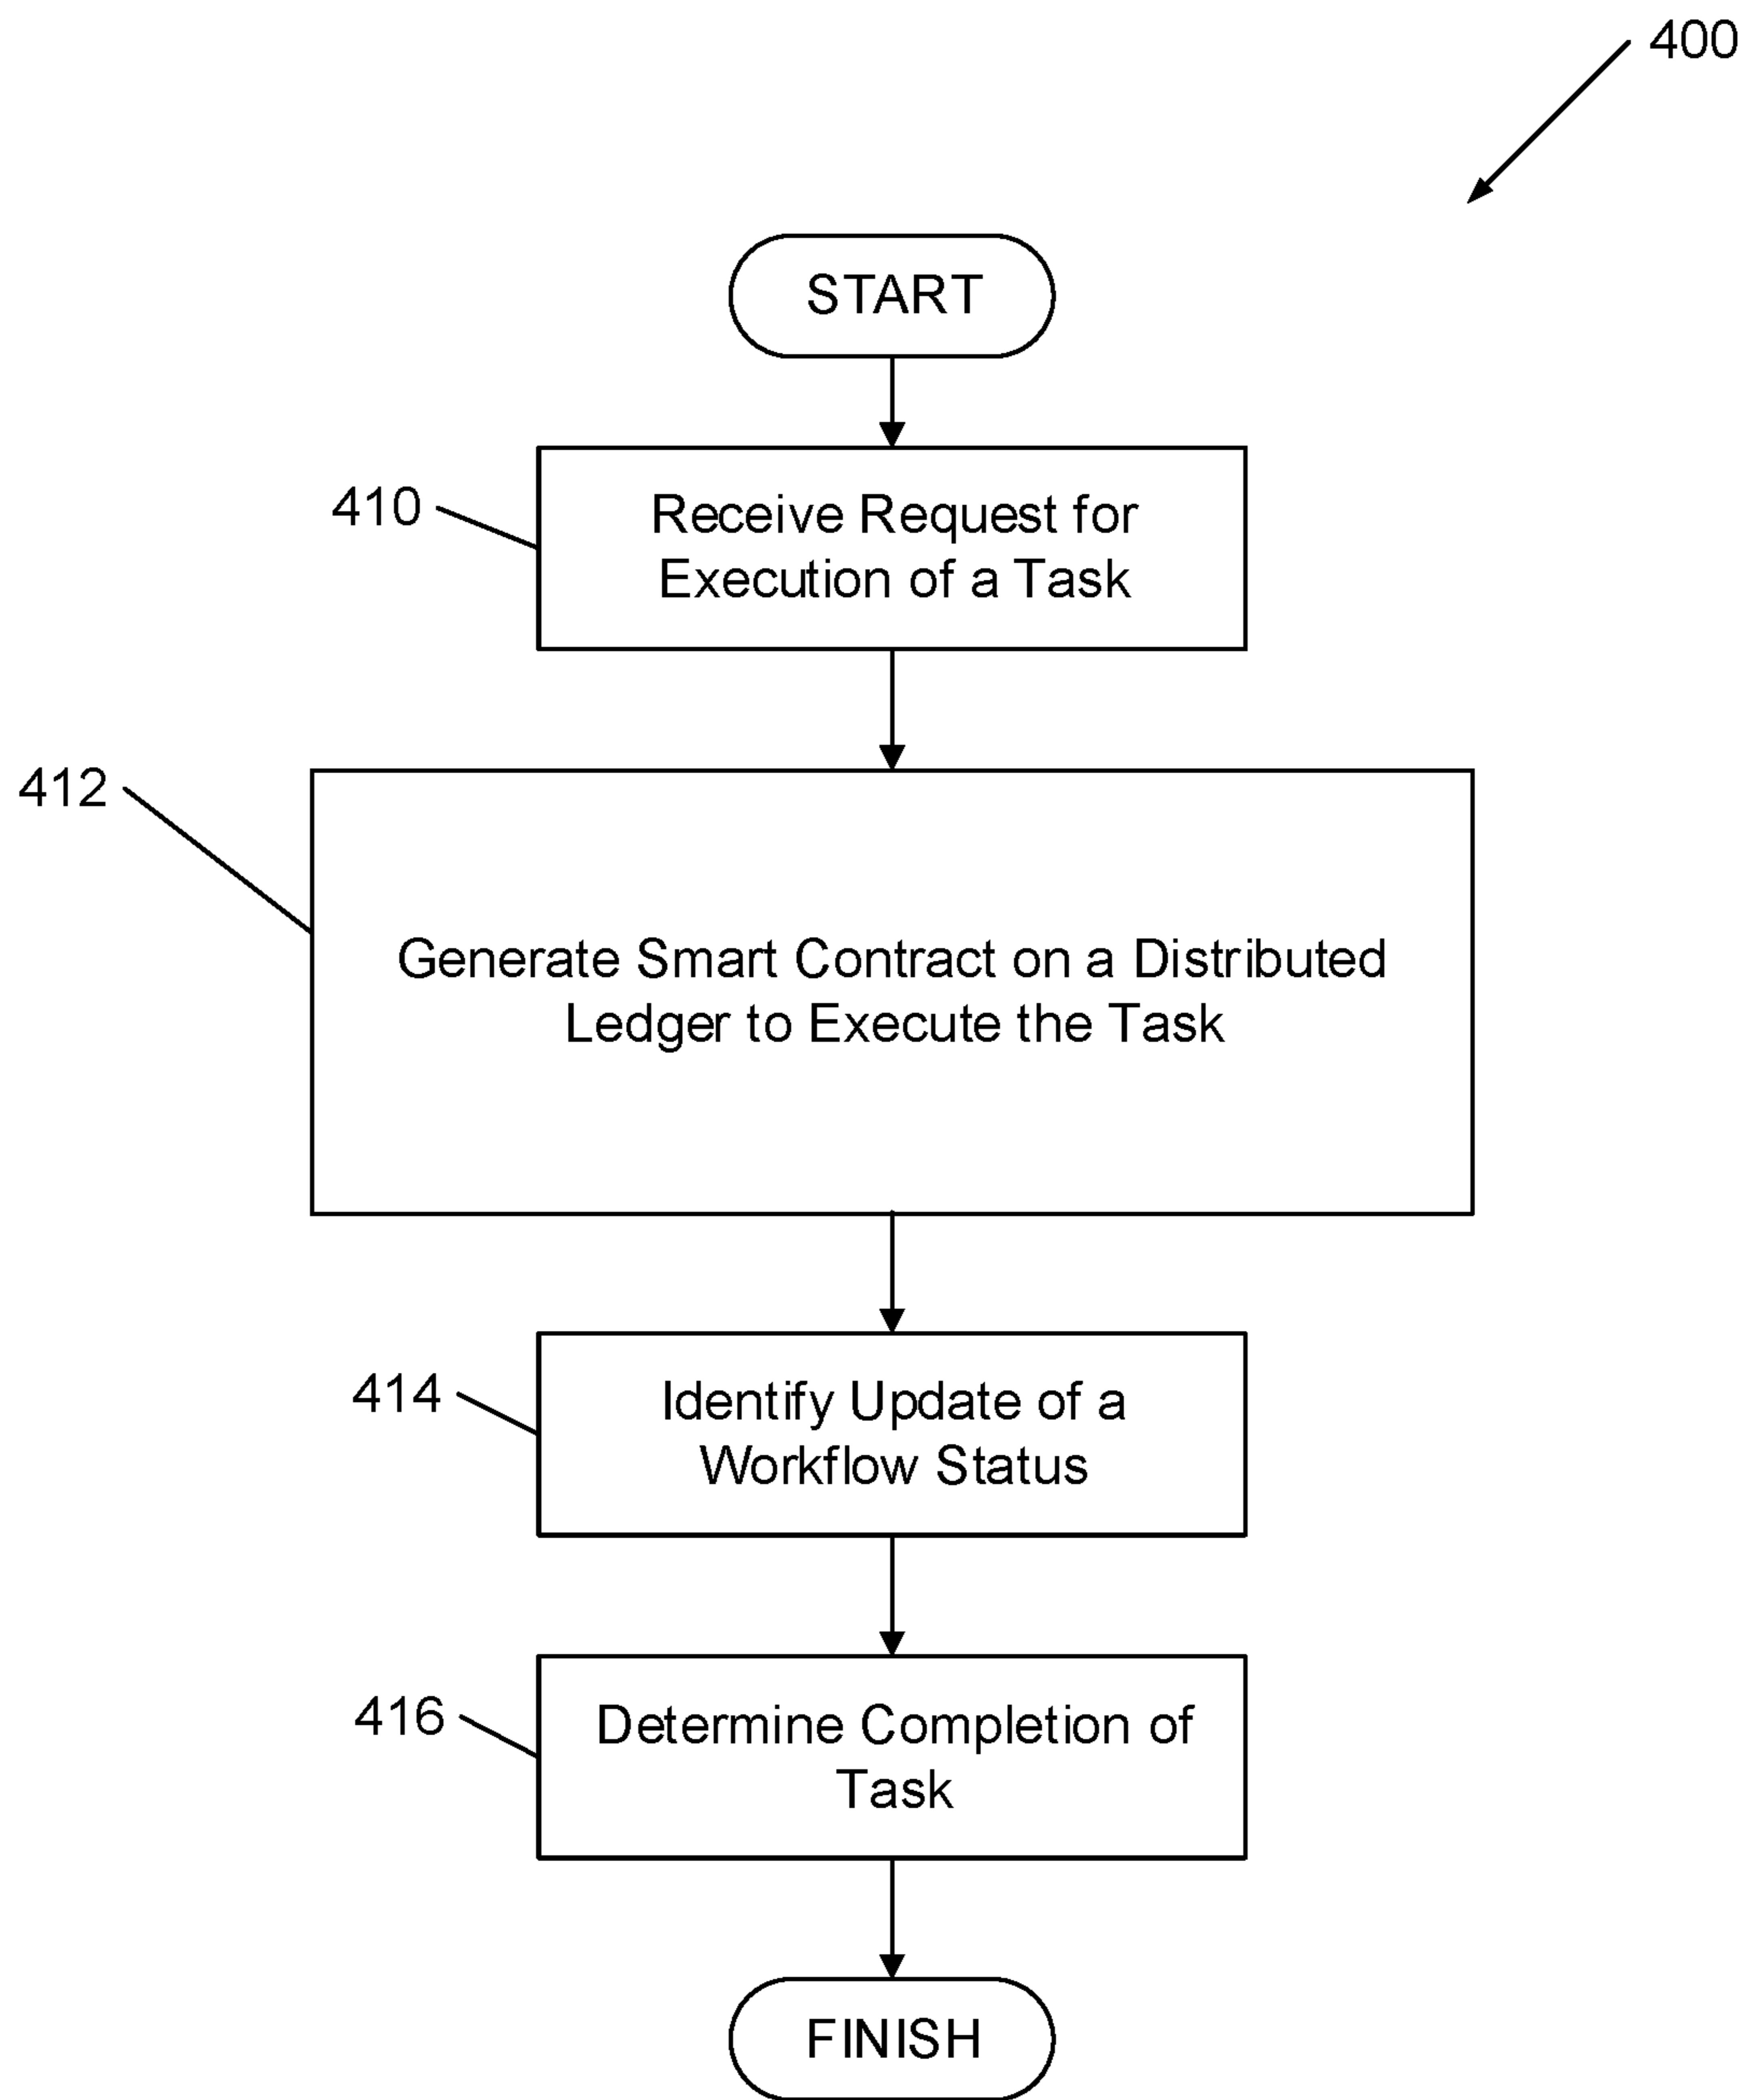 400
START
410
Receive Request for
Execution of a Task
412
Generate Smart Contract on a Distributed
Ledger to Execute the Task
414
Identify Update of a
Workflow Status
416
Determine Completion of
Task
FINISH